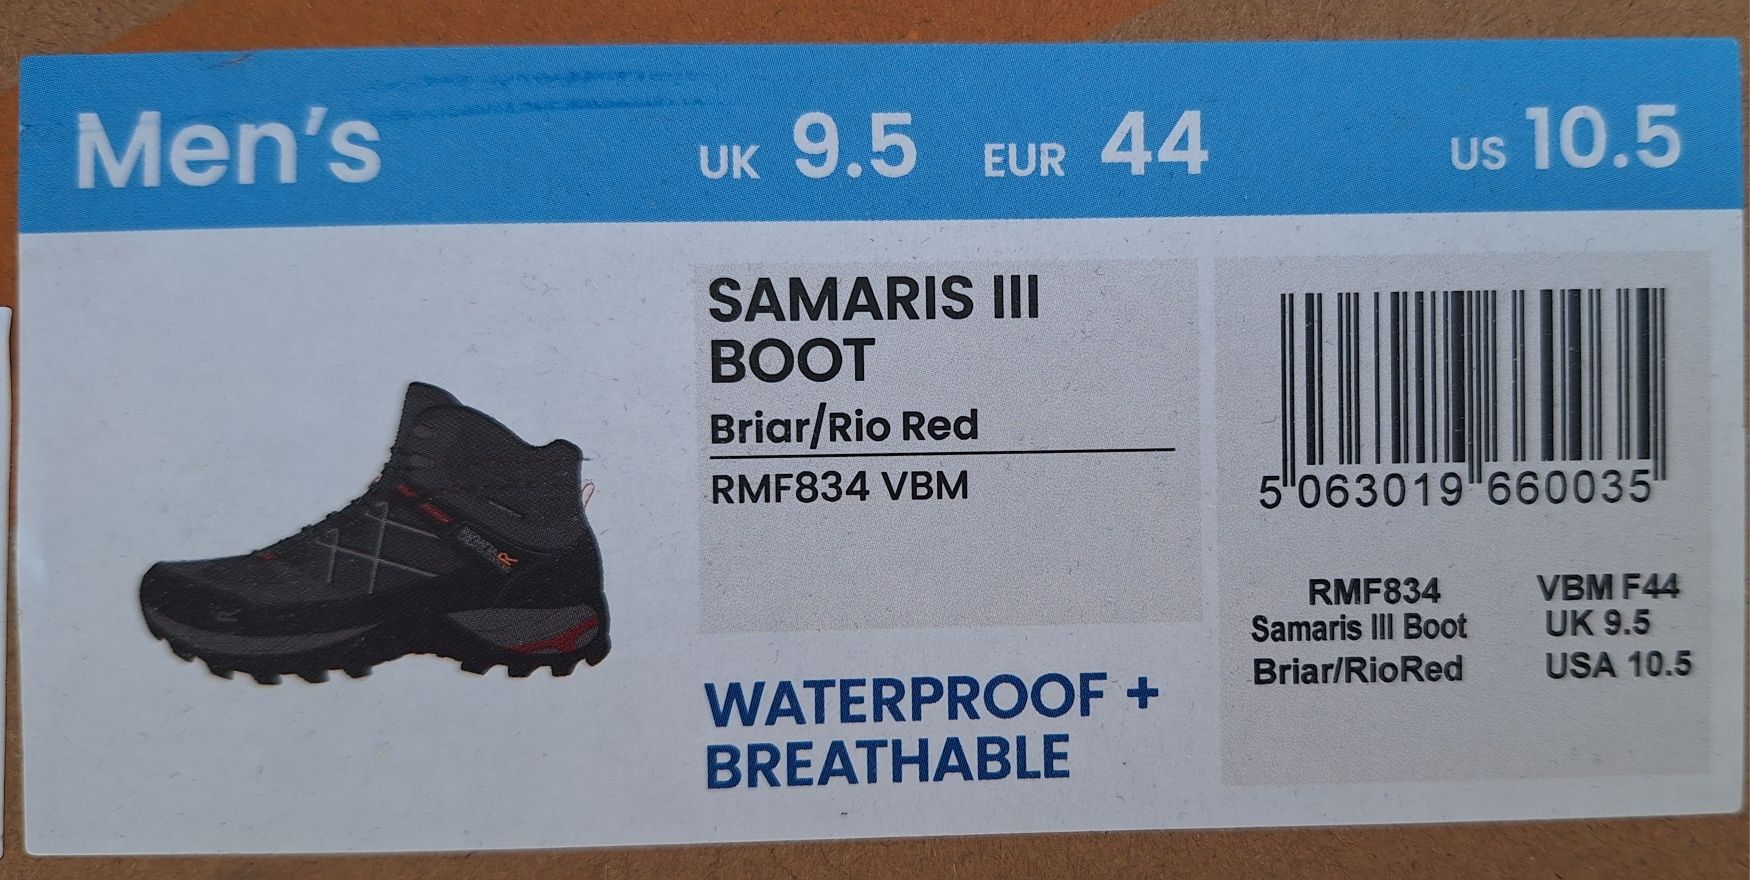 Men's UK 9.5 EUR 44 US 10.5
SAMARIS III
BOOT
Briar/Rio Red
RMF834 VBM
WATERPROOF +
BREATHABLE
5 063019 660035
RMF834 VBM F44
Samaris III Boot UK 9.5
Briar/RioRed USA 10.5